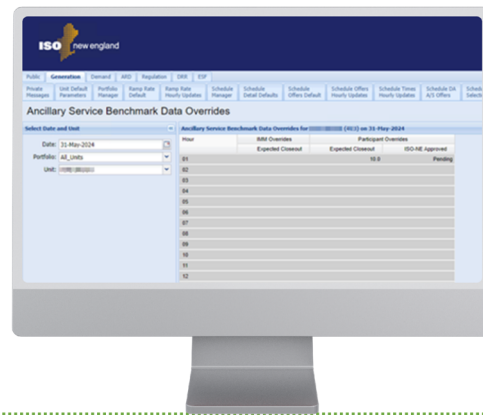 ISO new england
Public Generation Demand ARD Regulation DRR ESF
Private Messages Unit Default Parameters Portfolio Manager Ramp Rate Default Ramp Rate Hourly Updates Schedule Manager Schedule Detail Defaults Schedule Offers Default Schedule Offers Hourly Updates Schedule Times Hourly Updates Schedule DA A/S Offers
Ancillary Service Benchmark Data Overrides
Select Date and Unit
Date: 31-May-2024
Portfolio: All_Units
Unit:
Ancillary Service Benchmark Data Overrides for on 31-May-2024
Hour IMM Overrides Participant Overrides
Expected Closeout Expected Closeout ISO-NE Approved
01 10.0 Pending
02
03
04
05
06
07
08
09
10
11
12